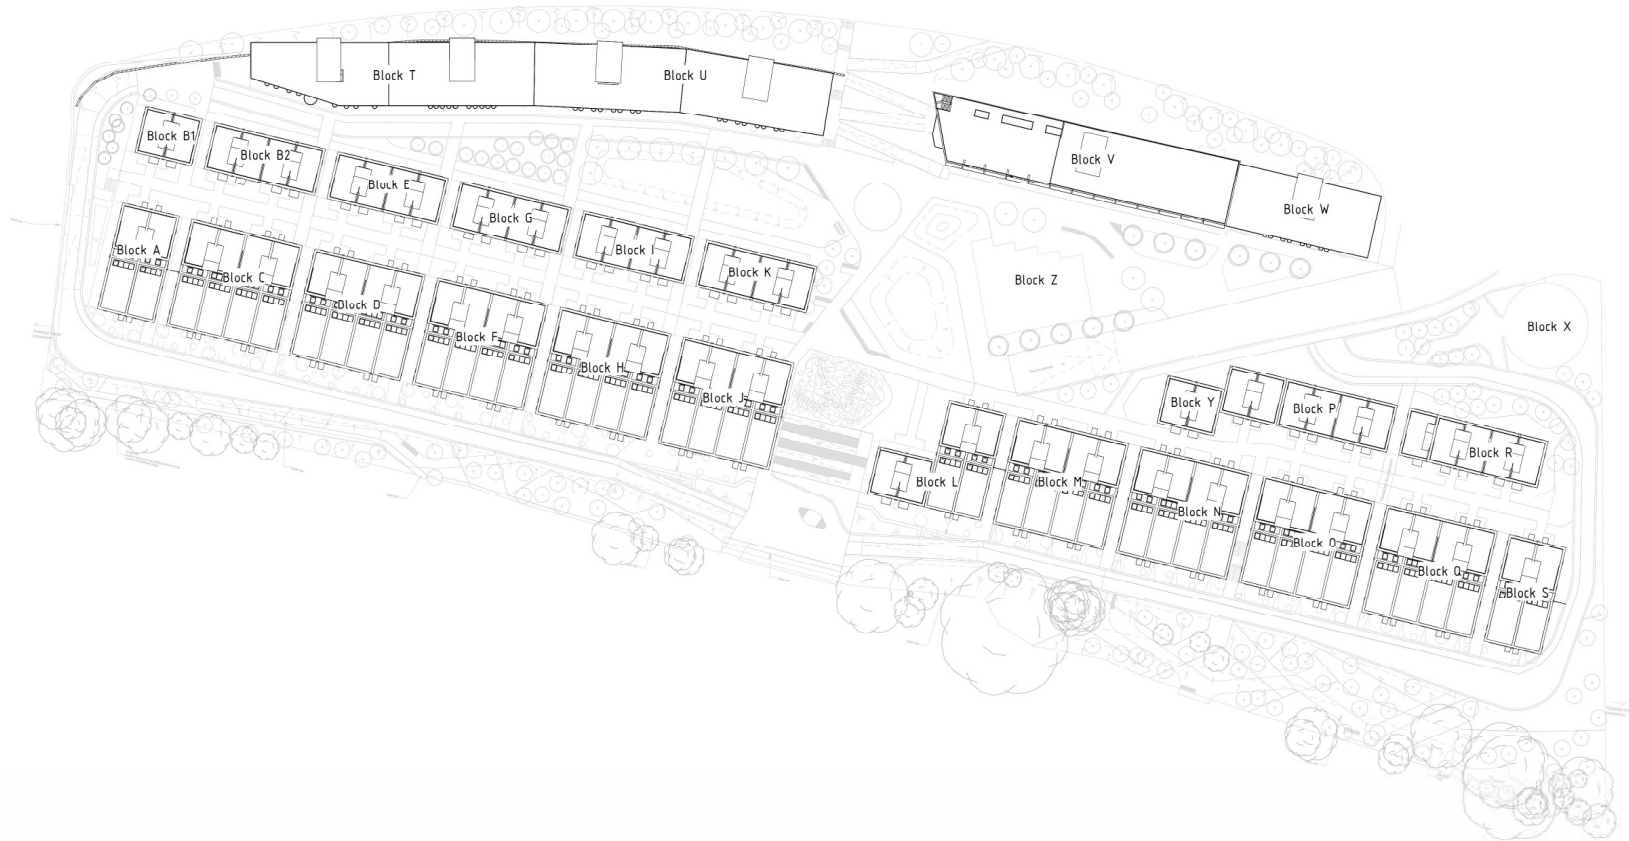 Block T
Block U
Block B1
Block B2
Block E
Block G
Block I
Block K
Block V
Block W
Block Z
Block X
Block A
Block C
Block D
Block F
Block H
Block J
Block Y
Block P
Block R
Block L
Block M
Block N
Block O
Block Q
Block S